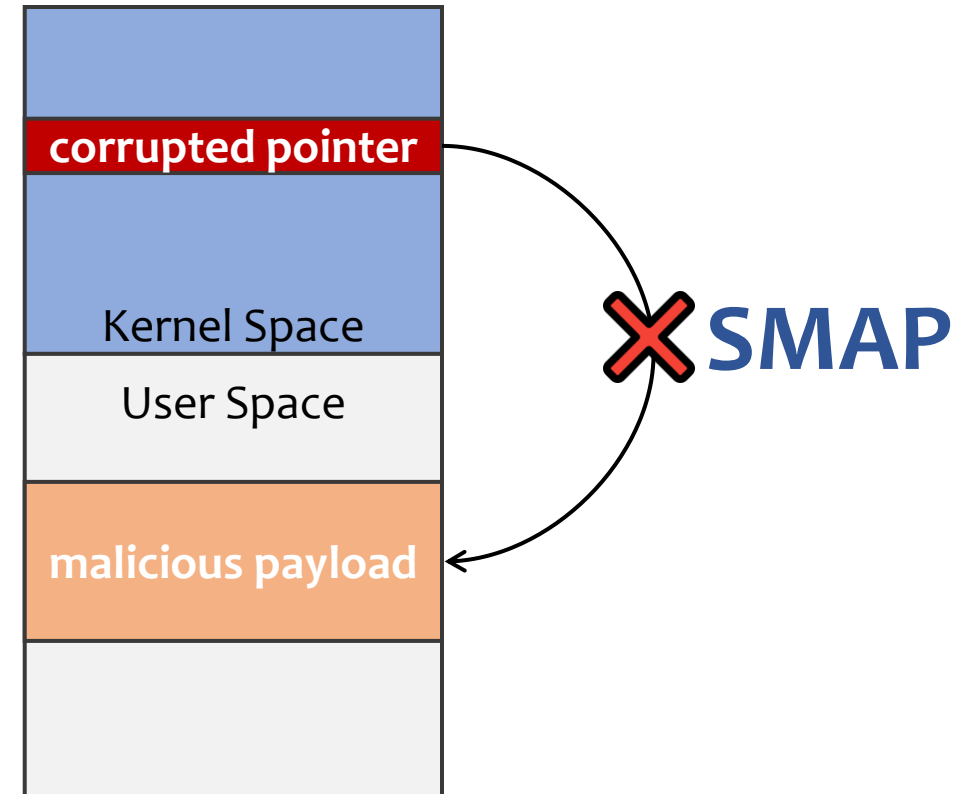 corrupted pointer
Kernel Space
SMAP
User Space
malicious payload